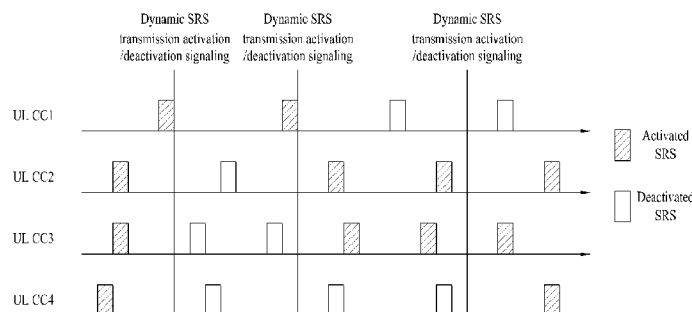 Dynamic SRS
transmission activation
/deactivation signaling
Dynamic SRS
transmission activation
/deactivation signaling
Dynamic SRS
transmission activation
/deactivation signaling
UL CC1
UL CC2
UL CC3
UL CC4
Activated
SRS
Deactivated
SRS